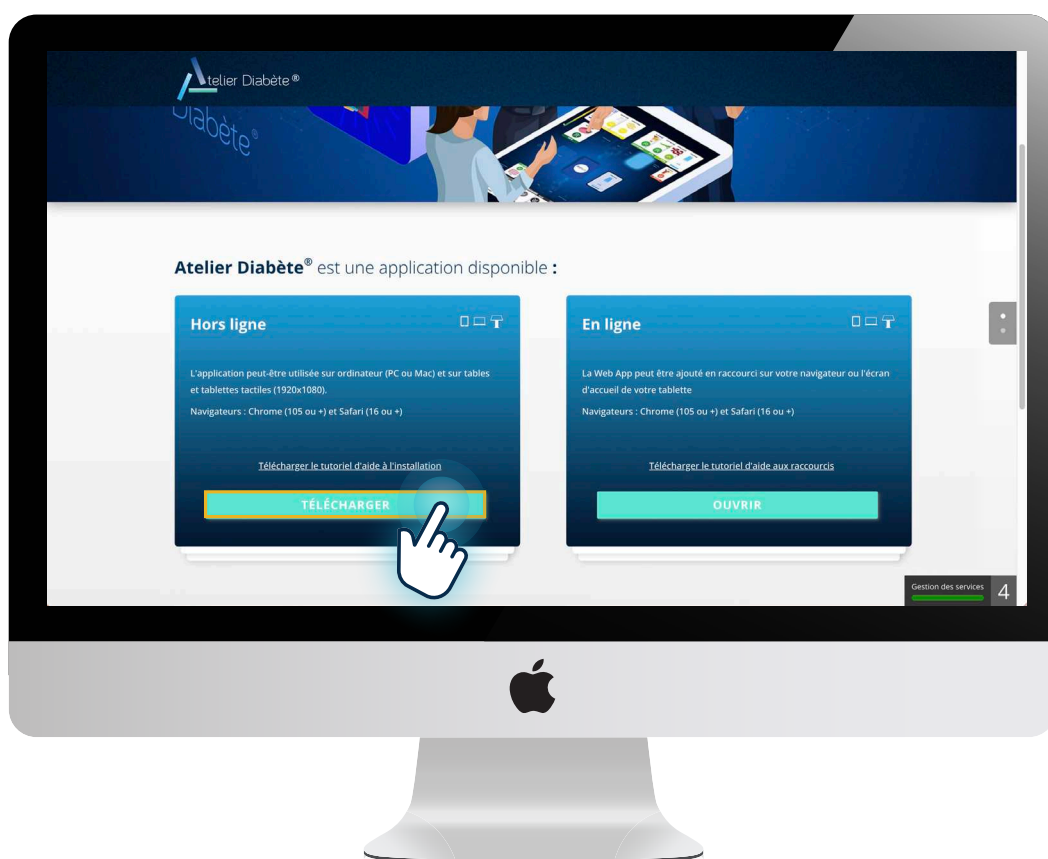 Atelier Diabète®
Diabète®
Atelier Diabète® est une application disponible :
Hors ligne
L'application peut-être utilisée sur ordinateur (PC ou Mac) et sur tables
et tablettes tactiles (1920x1080).
Navigateurs : Chrome (105 ou +) et Safari (16 ou +)
Télécharger le tutoriel d'aide à l'installation
TÉLÉCHARGER
En ligne
La Web App peut être ajouté en raccourci sur votre navigateur ou l'écran
d'accueil de votre tablette
Navigateurs : Chrome (105 ou +) et Safari (16 ou +)
Télécharger le tutoriel d'aide aux raccourcis
OUVRIR
Gestion des services 4